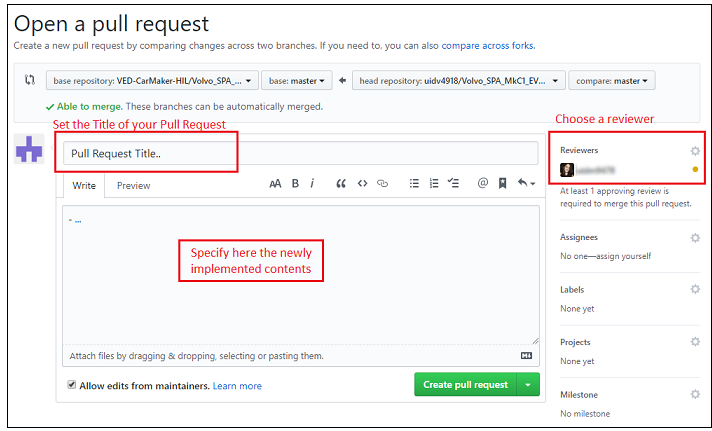 Open a pull request
Create a new pull request by comparing changes across two branches. If you need to, you can also compare across forks.
base repository: VED-CarMaker-HIL/Volvo_SPA_... base: master head repository: uidv4918/Volvo_SPA_MkC1_EV... compare: master
Able to merge. These branches can be automatically merged.
Set the Title of your Pull Request
Choose a reviewer
Pull Request Title..
Write Preview
AA B i “ <> @
- ...
Specify here the newly
implemented contents
Attach files by dragging & dropping, selecting or pasting them.
Allow edits from maintainers. Learn more
Create pull request
Reviewers
At least 1 approving review is
required to merge this pull request.
Assignees
No one—assign yourself
Labels
None yet
Projects
None yet
Milestone
No milestone